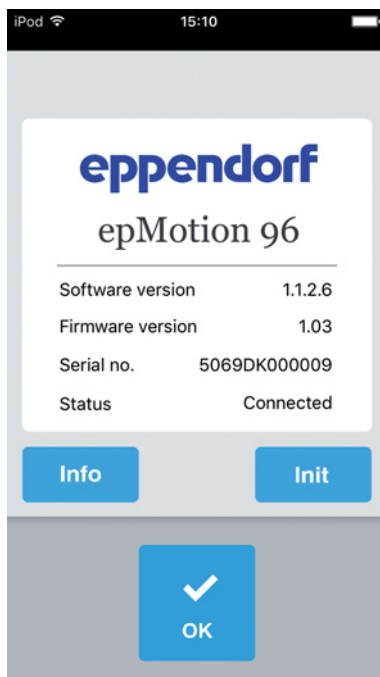 iPod 15:10
eppendorf
epMotion 96
Software version 1.1.2.6
Firmware version 1.03
Serial no. 5069DK000009
Status Connected
Info Init
OK